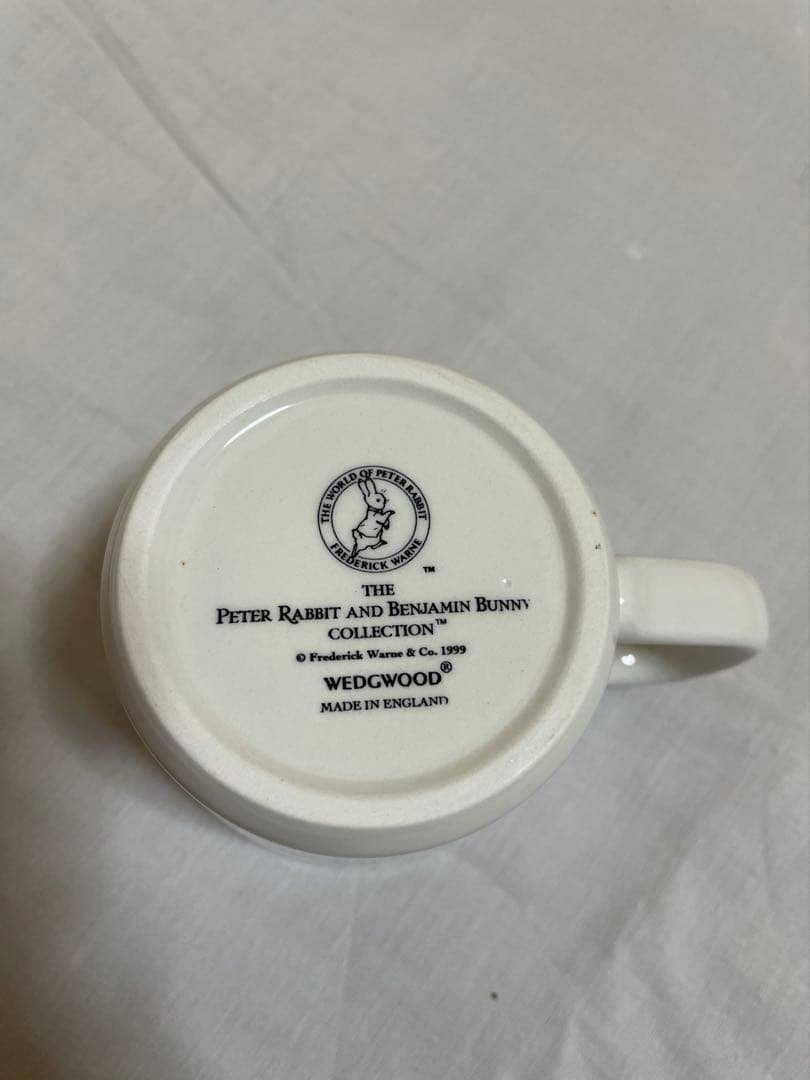 THE WORLD OF PETER RABBIT
FREDERICK WARNE
™
THE
PETER RABBIT AND BENJAMIN BUNNY
COLLECTION™
© Frederick Warne & Co. 1999
WEDGWOOD®
MADE IN ENGLAND